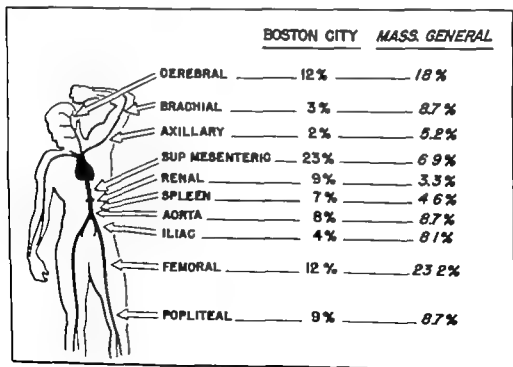 BOSTON CITY MASS. GENERAL
CEREBRAL 12% 18%
BRACHIAL 3% 8.7%
AXILLARY 2% 5.2%
SUP MESENTERIC 23% 6.9%
RENAL 9% 3.3%
SPLEEN 7% 4.6%
AORTA 8% 8.7%
ILIAC 4% 8.1%
FEMORAL 12% 23.2%
POPLITEAL 9% 8.7%